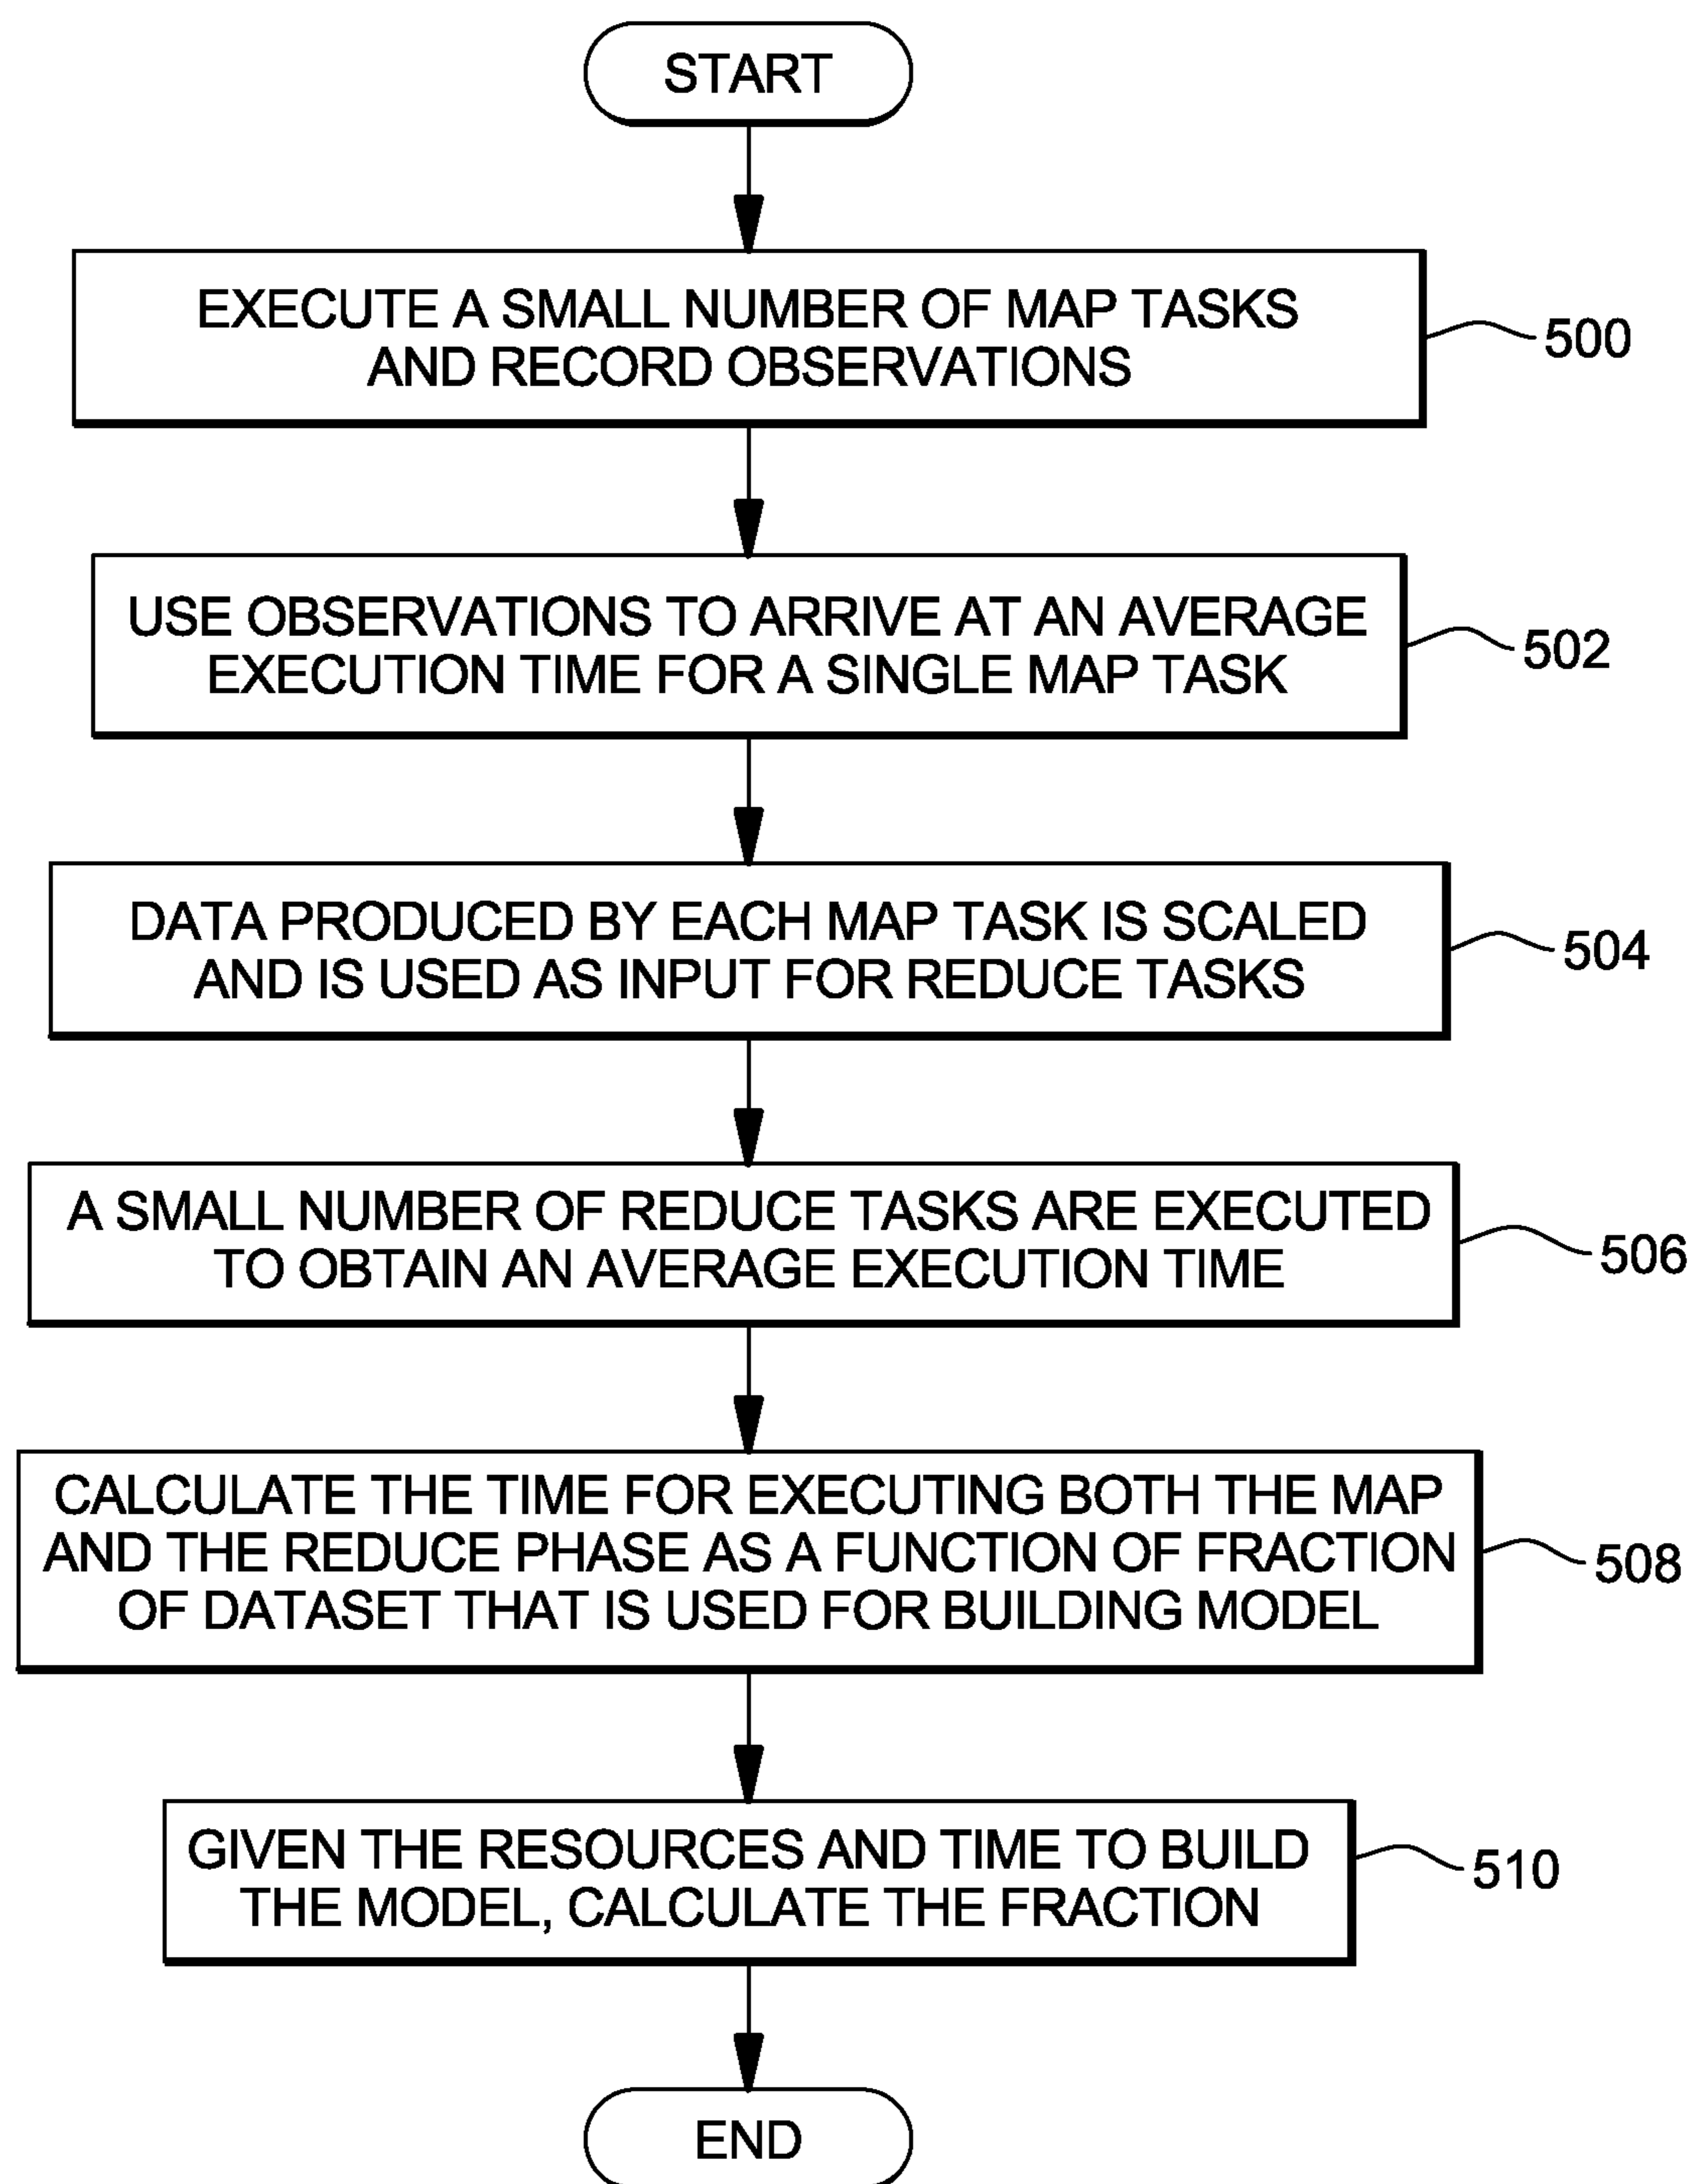 START
EXECUTE A SMALL NUMBER OF MAP TASKS
AND RECORD OBSERVATIONS
500
USE OBSERVATIONS TO ARRIVE AT AN AVERAGE
EXECUTION TIME FOR A SINGLE MAP TASK
502
DATA PRODUCED BY EACH MAP TASK IS SCALED
AND IS USED AS INPUT FOR REDUCE TASKS
504
A SMALL NUMBER OF REDUCE TASKS ARE EXECUTED
TO OBTAIN AN AVERAGE EXECUTION TIME
506
CALCULATE THE TIME FOR EXECUTING BOTH THE MAP
AND THE REDUCE PHASE AS A FUNCTION OF FRACTION
OF DATASET THAT IS USED FOR BUILDING MODEL
508
GIVEN THE RESOURCES AND TIME TO BUILD
THE MODEL, CALCULATE THE FRACTION
510
END